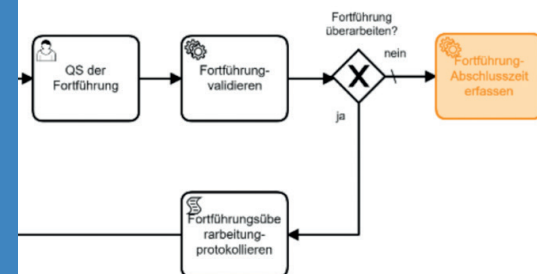 Fortführung
überarbeiten?
nein
QS der
Fortführung
Fortführung-
validieren
X
Fortführung-
Abschlusszeit
erfassen
ja
Fortführungsübe
rarbeitung-
protokollieren